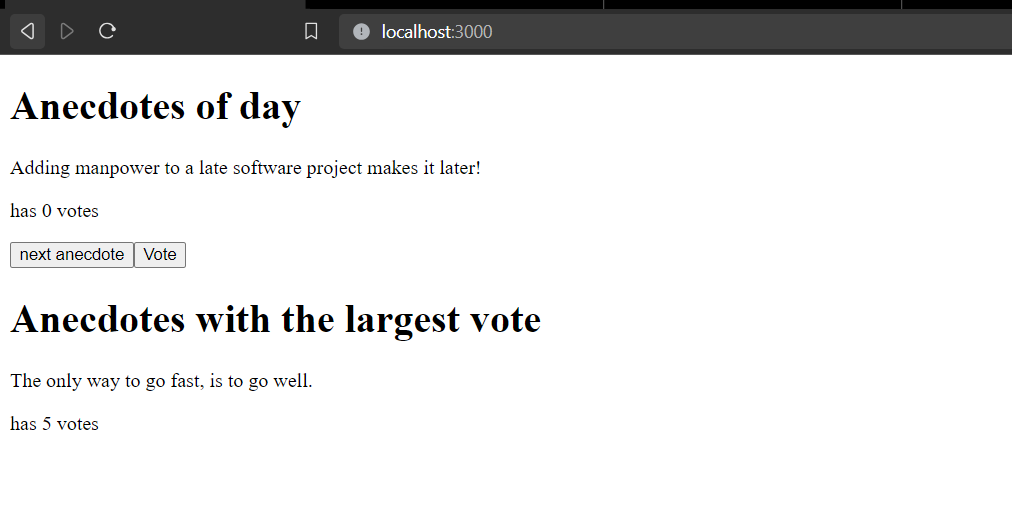 localhost:3000
Anecdotes of day
Adding manpower to a late software project makes it later!
has 0 votes
next anecdote Vote
Anecdotes with the largest vote
The only way to go fast, is to go well.
has 5 votes